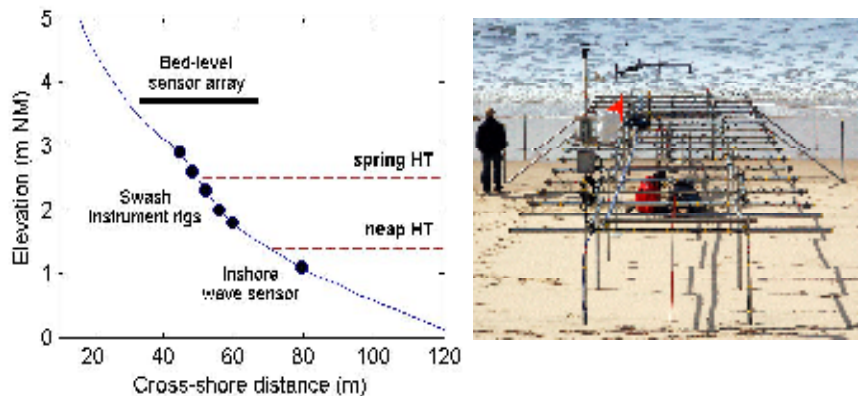 5
Bed-level
sensor array
4
3
spring HT
Swash
instrument rigs
2
neap HT
1
Inshore
wave sensor
0
20 40 60 80 100 120
Elevation (m NM)
Cross-shore distance (m)